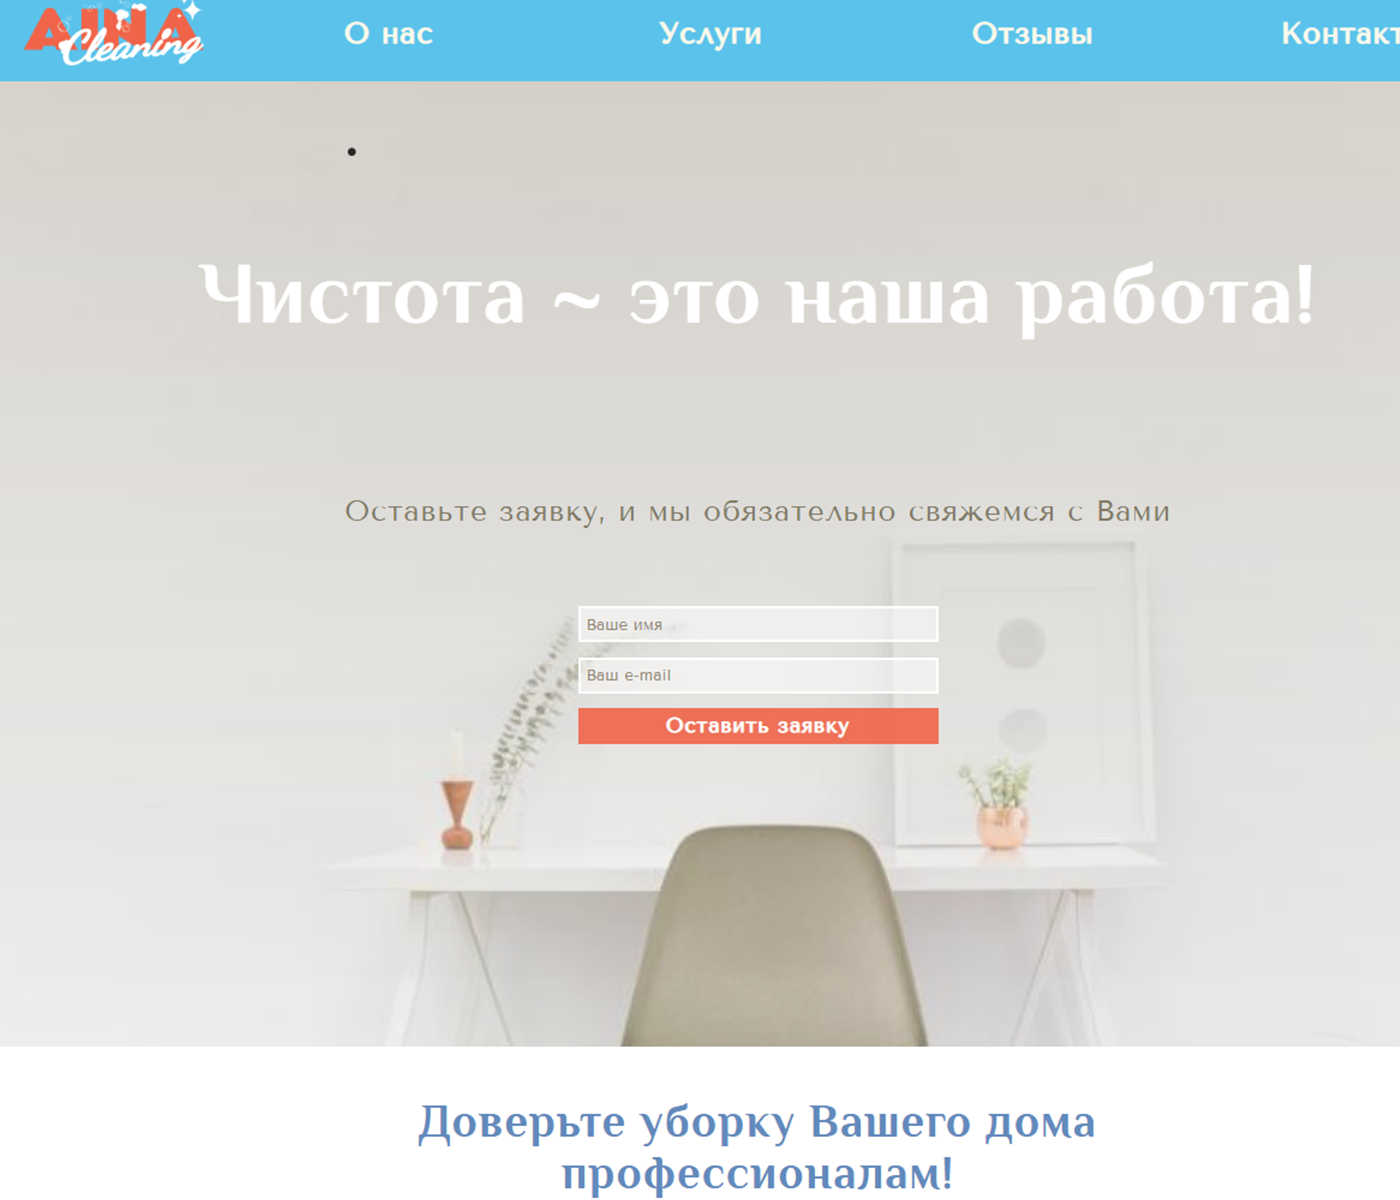 Cleaning
О нас
Услуги
Отзывы
Контакт
Чистота ~ это наша работа!
Оставьте заявку, и мы обязательно свяжемся с Вами
Ваше имя
Ваш e-mail
Оставить заявку
Доверьте уборку Вашего дома
профессионалам!